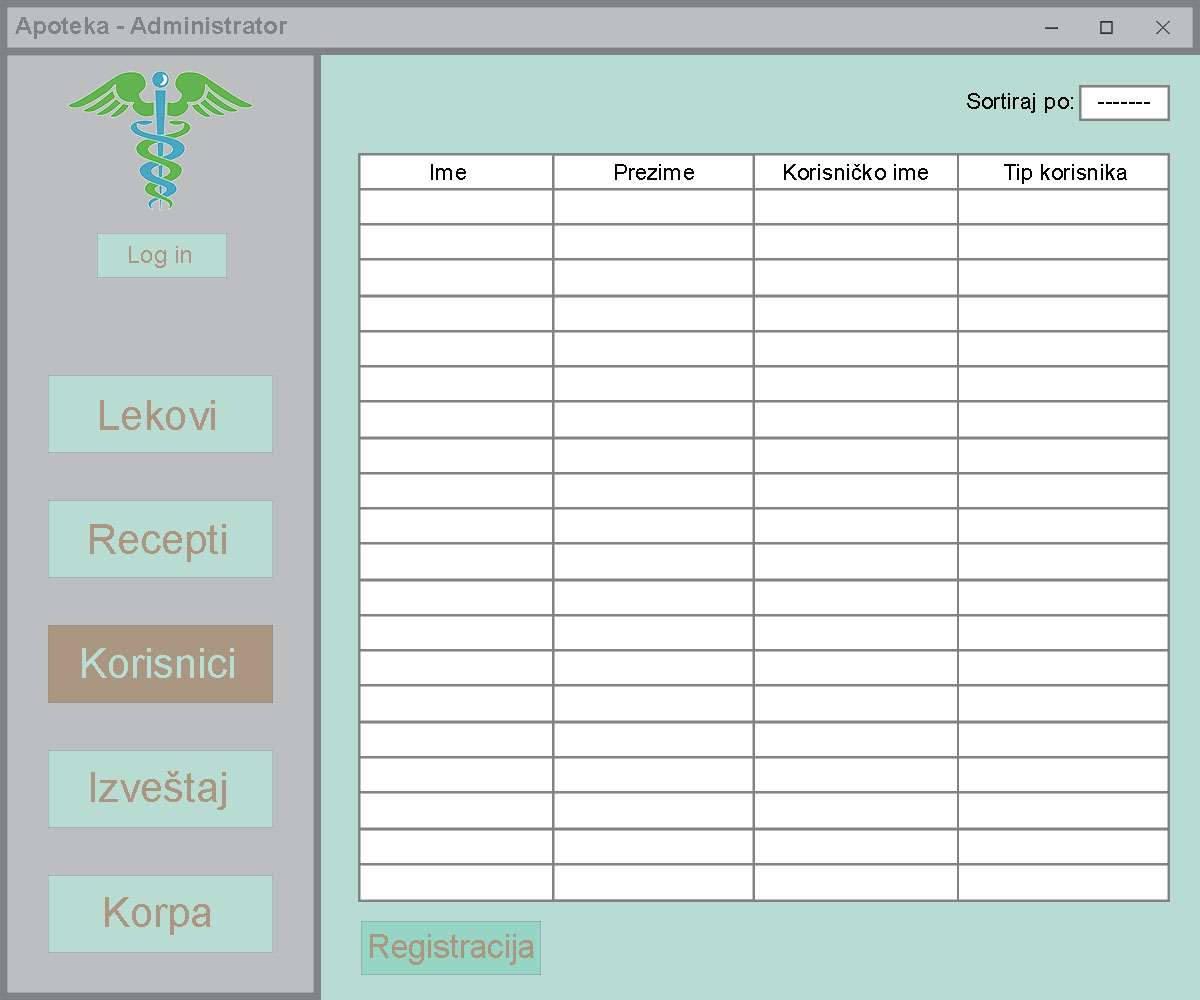 Apoteka - Administrator
Log in
Lekovi
Recepti
Korisnici
Izveštaj
Korpa
Sortiraj po: -------
Ime Prezime Korisničko ime Tip korisnika
Registracija